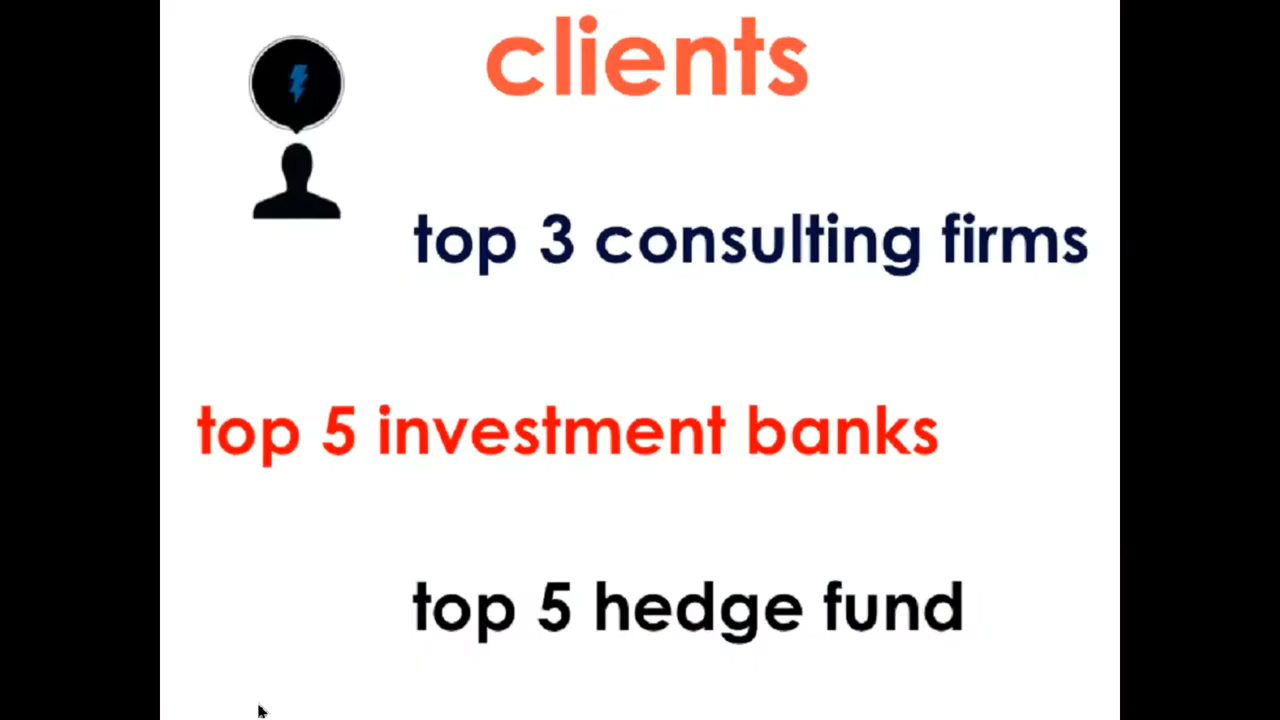 clients
top 3 consulting firms
top 5 investment banks
top 5 hedge fund